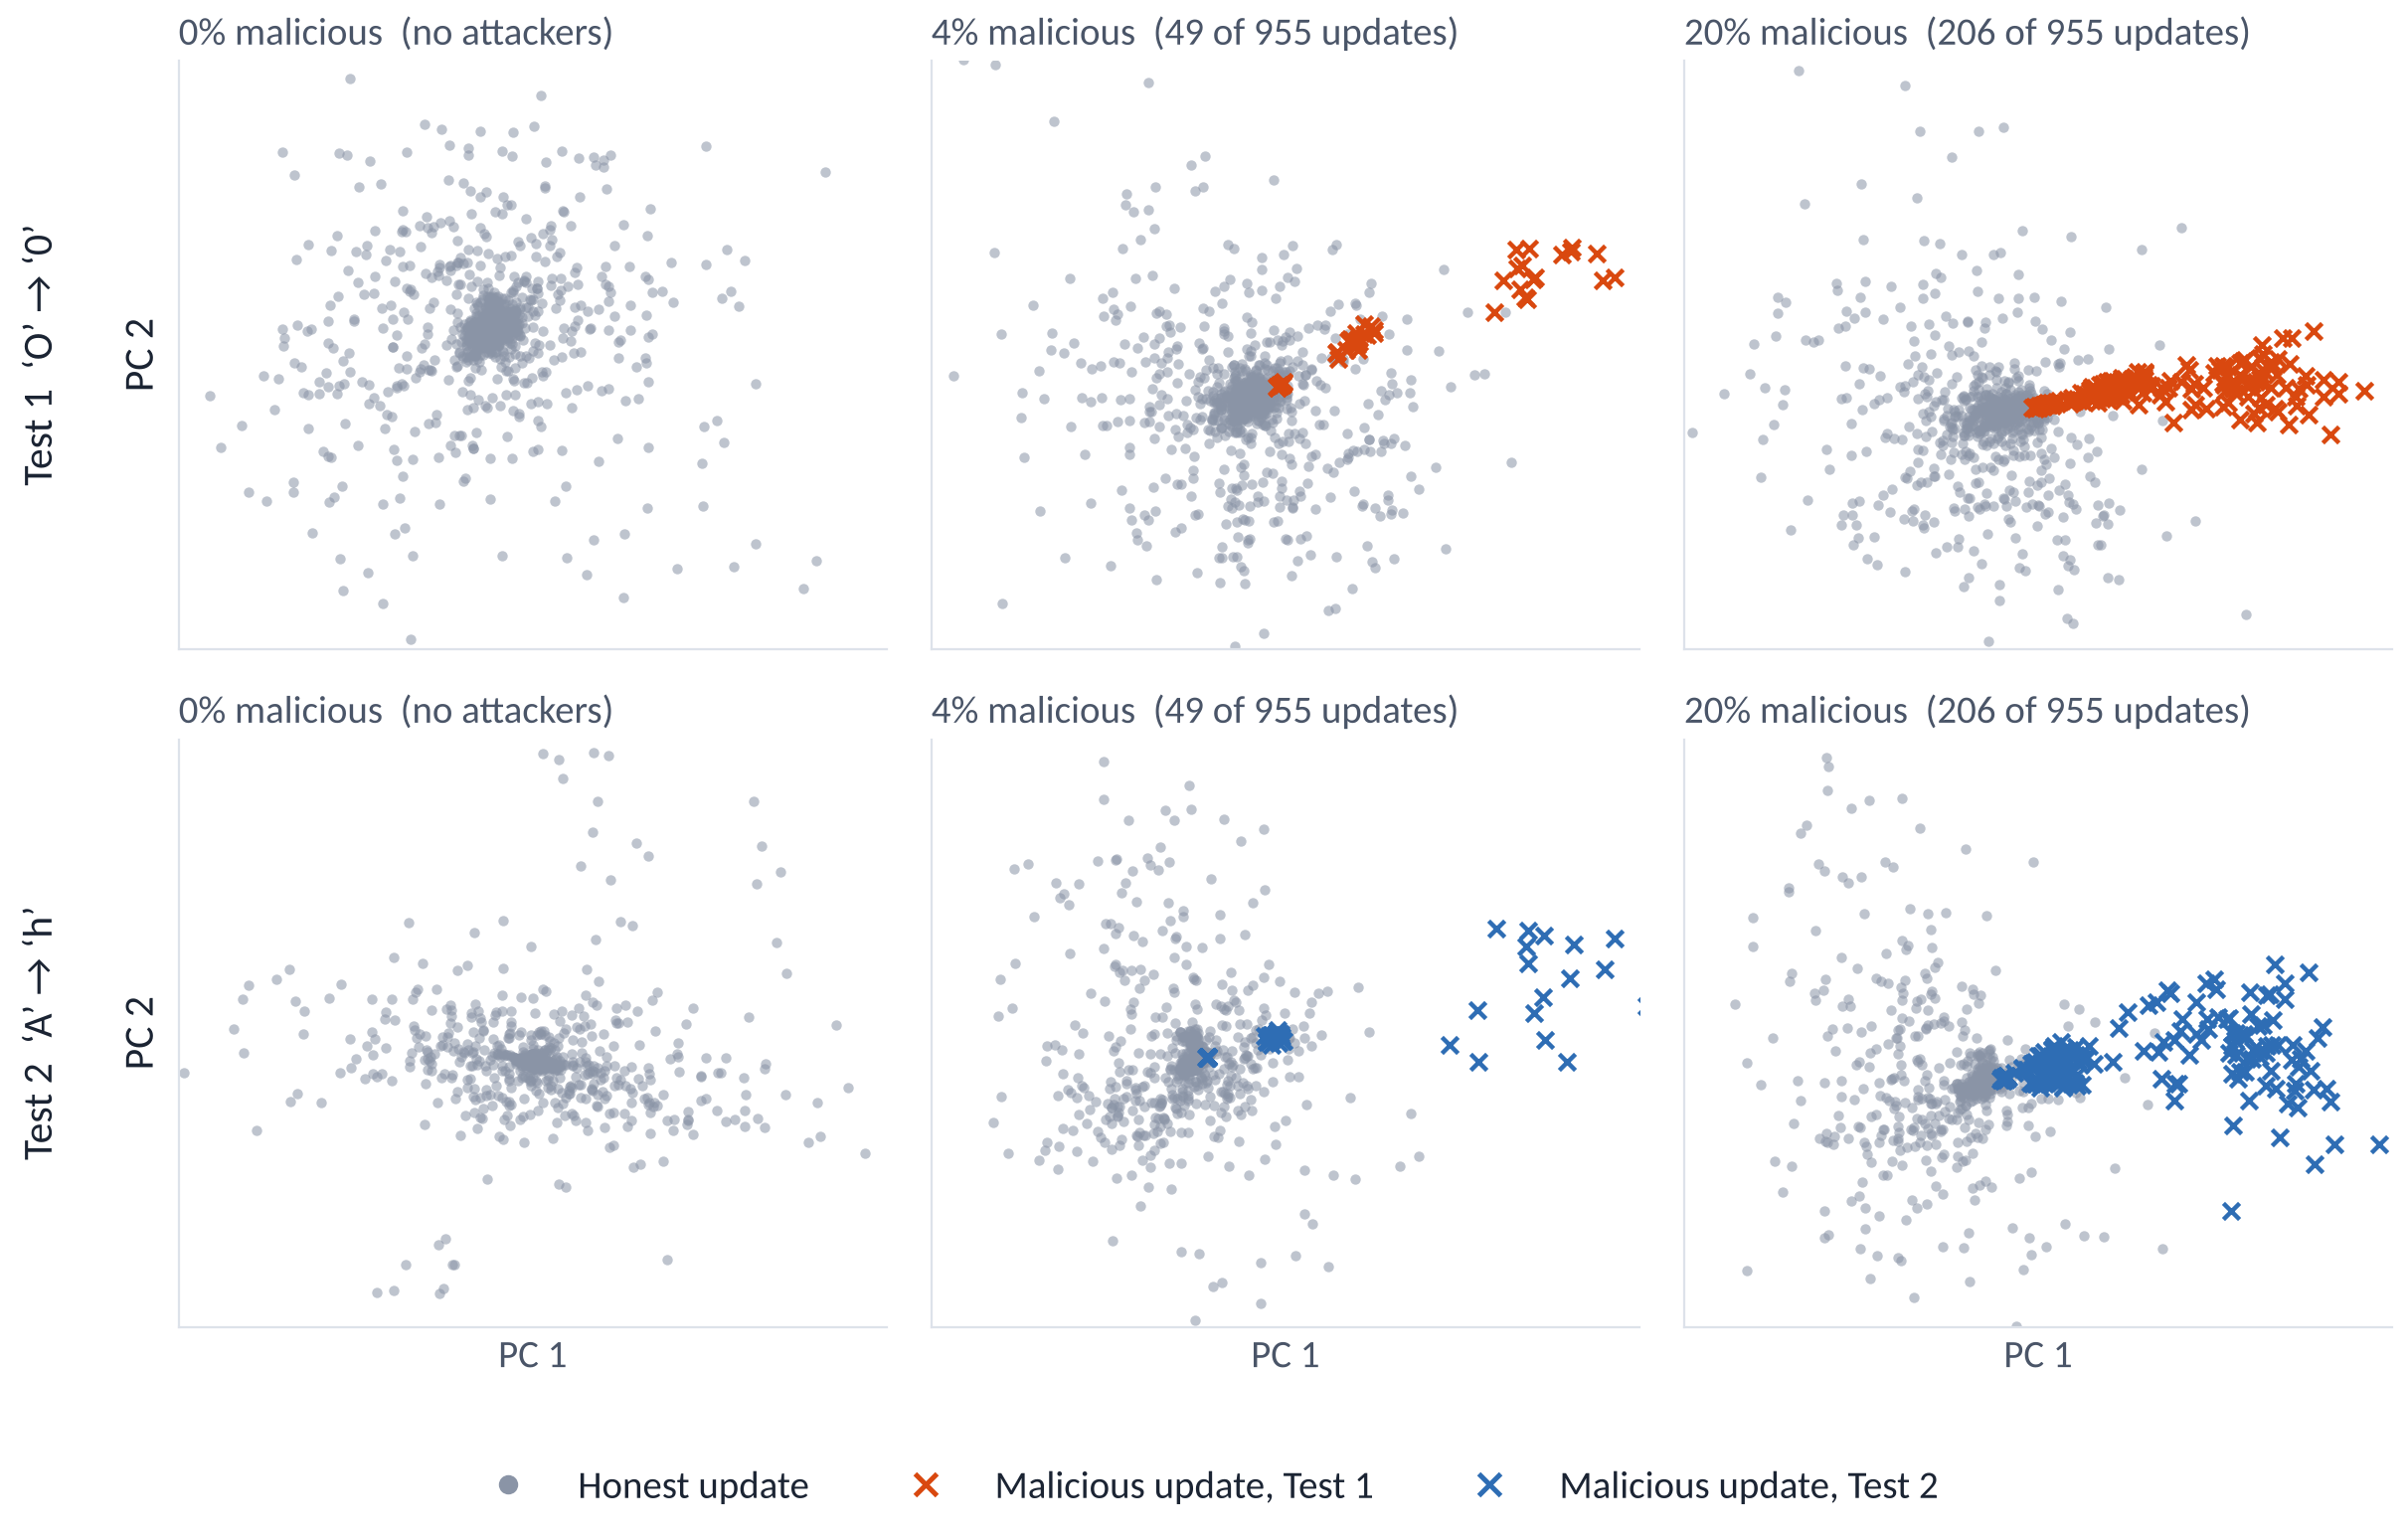 0% malicious (no attackers)
4% malicious (49 of 955 updates)
20% malicious (206 of 955 updates)
Test 1 ‘O’ → ‘0’
PC 2
0% malicious (no attackers)
4% malicious (49 of 955 updates)
20% malicious (206 of 955 updates)
Test 2 ‘A’ → ‘h’
PC 2
PC 1
PC 1
PC 1
Honest update
Malicious update, Test 1
Malicious update, Test 2